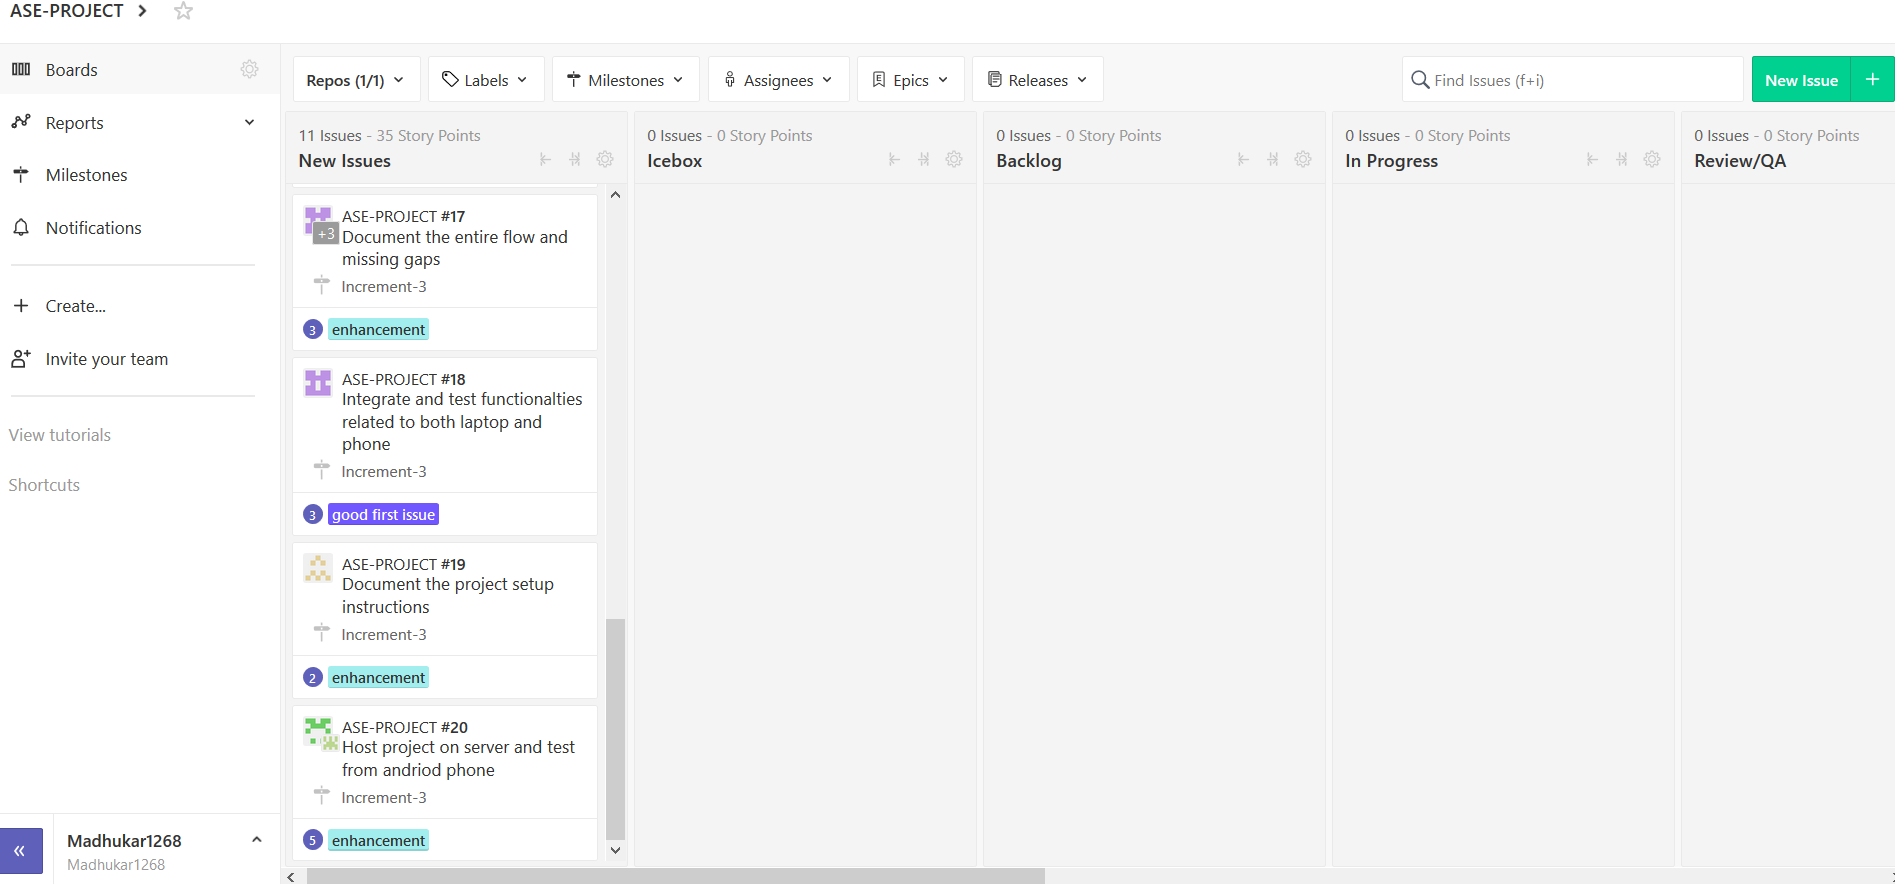 ASE-PROJECT
Boards
Reports
Milestones
Notifications
Create...
Invite your team
View tutorials
Shortcuts
Madhukar1268
Madhukar1268
Repos (1/1)
Labels
Milestones
Assignees
Epics
Releases
Find Issues (f+i)
New Issue
+
11 Issues - 35 Story Points
New Issues
+3
ASE-PROJECT #17
Document the entire flow and
missing gaps
Increment-3
3 enhancement
ASE-PROJECT #18
Integrate and test functionalties
related to both laptop and
phone
Increment-3
3 good first issue
ASE-PROJECT #19
Document the project setup
instructions
Increment-3
2 enhancement
ASE-PROJECT #20
Host project on server and test
from andriod phone
Increment-3
5 enhancement
0 Issues - 0 Story Points
Icebox
0 Issues - 0 Story Points
Backlog
0 Issues - 0 Story Points
In Progress
0 Issues - 0 Story Points
Review/QA